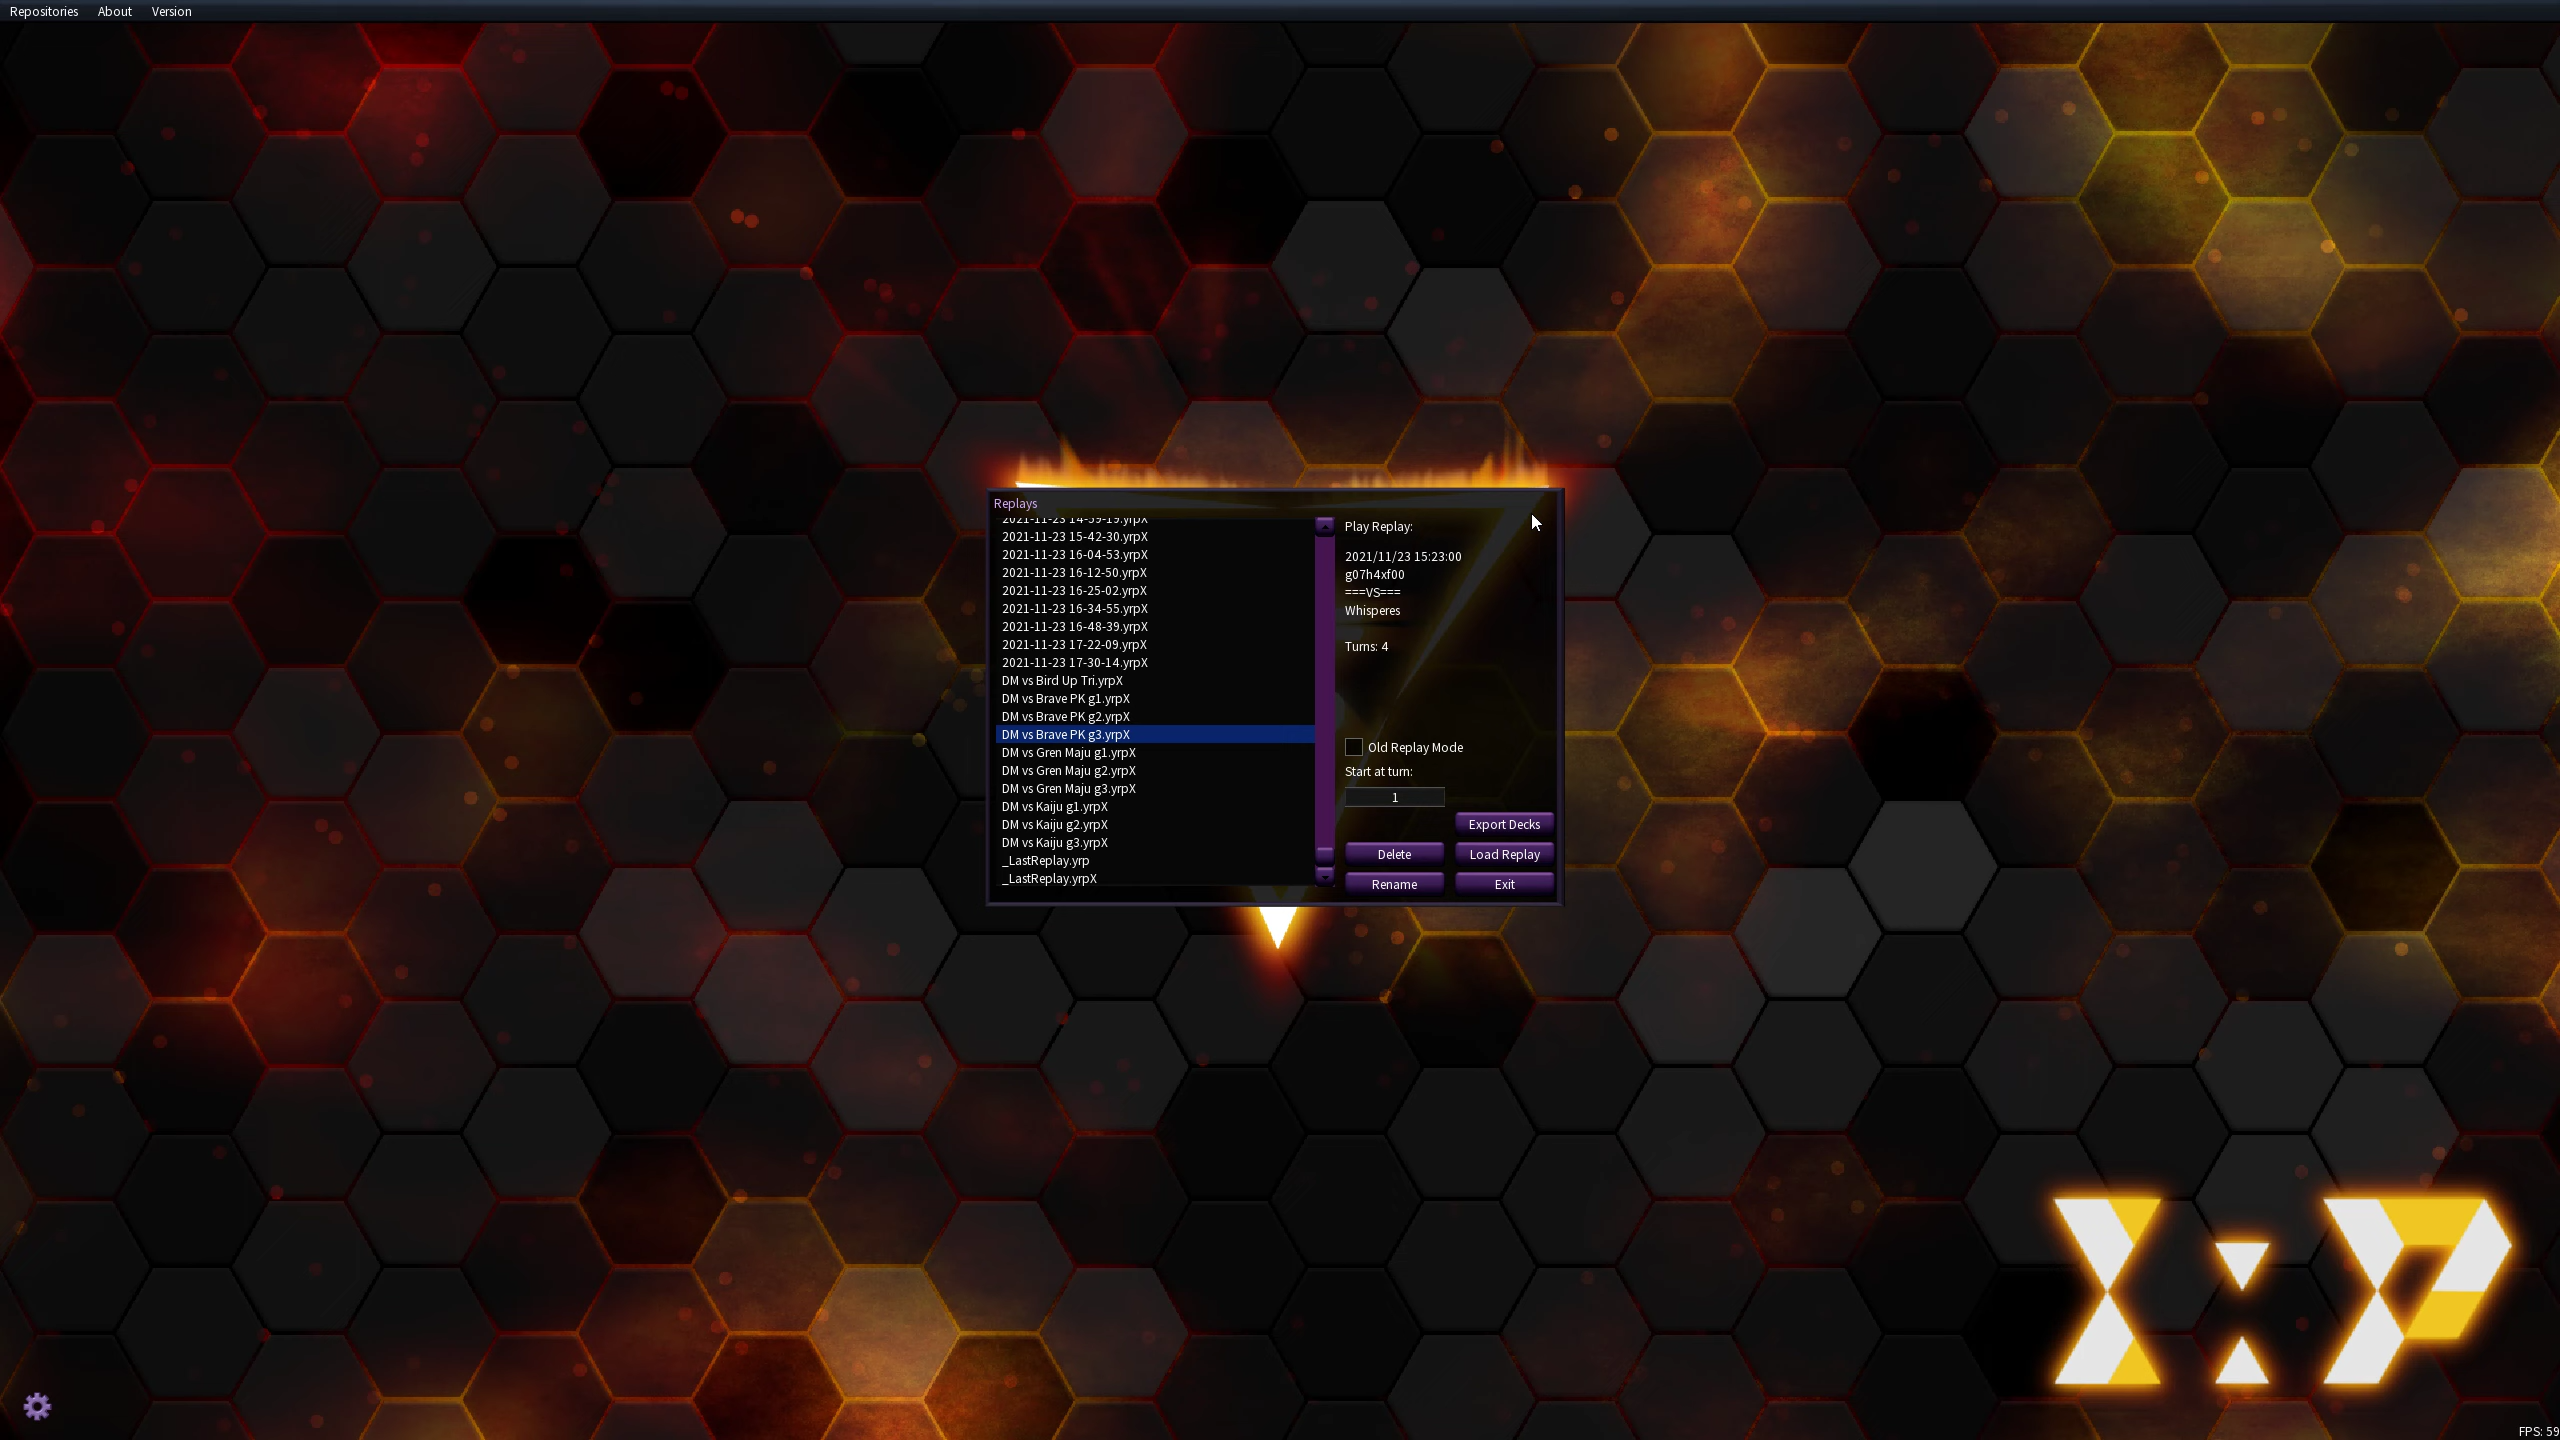 Repositories About Version
Replays
2021-11-23 14-59-19.yrpX
2021-11-23 15-42-30.yrpX
2021-11-23 16-04-53.yrpX
2021-11-23 16-12-50.yrpX
2021-11-23 16-25-02.yrpX
2021-11-23 16-34-55.yrpX
2021-11-23 16-48-39.yrpX
2021-11-23 17-22-09.yrpX
2021-11-23 17-30-14.yrpX
DM vs Bird Up Tri.yrpX
DM vs Brave PK g1.yrpX
DM vs Brave PK g2.yrpX
DM vs Brave PK g3.yrpX
DM vs Gren Maju g1.yrpX
DM vs Gren Maju g2.yrpX
DM vs Gren Maju g3.yrpX
DM vs Kaiju g1.yrpX
DM vs Kaiju g2.yrpX
DM vs Kaiju g3.yrpX
_LastReplay.yrp
_LastReplay.yrpX
Play Replay:
2021/11/23 15:23:00
g07h4xf00
===VS===
Whisperes
Turns: 4
Old Replay Mode
Start at turn:
1
Export Decks
Delete Load Replay
Rename Exit
X:P
FPS: 59